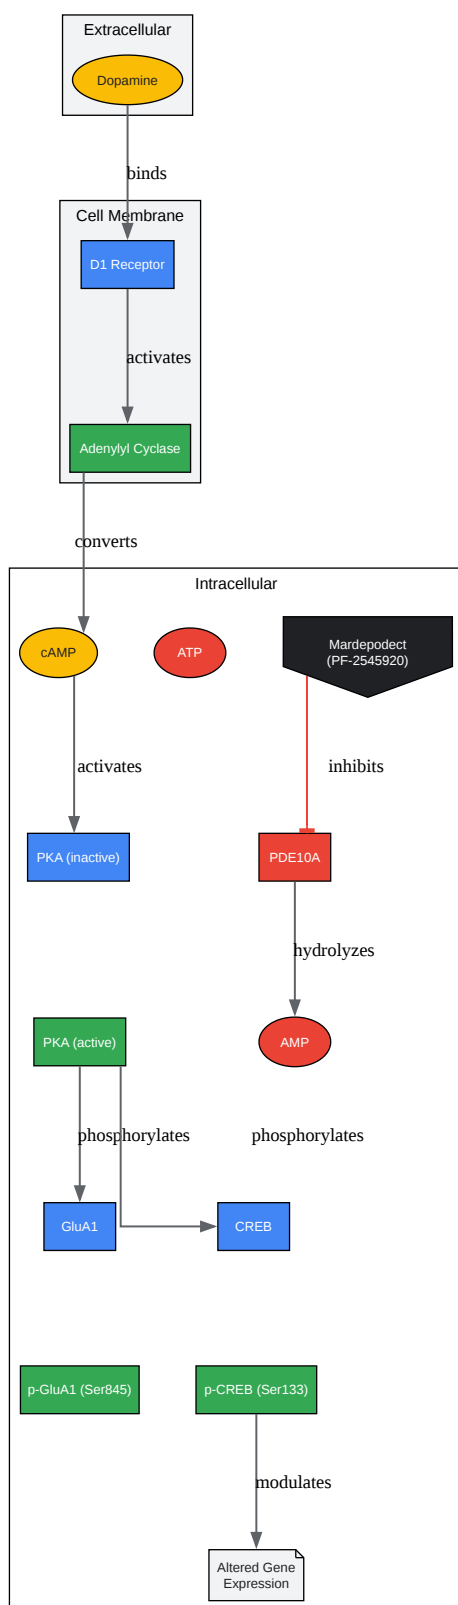 Extracellular
Dopamine
binds
Cell Membrane
D1 Receptor
activates
Adenylyl Cyclase
converts
Intracellular
cAMP
ATP
Mardepodect
(PF-2545920)
activates
inhibits
PKA (inactive)
PDE10A
hydrolyzes
PKA (active)
AMP
phosphorylates
phosphorylates
GluA1
CREB
p-GluA1 (Ser845)
p-CREB (Ser133)
modulates
Altered Gene
Expression